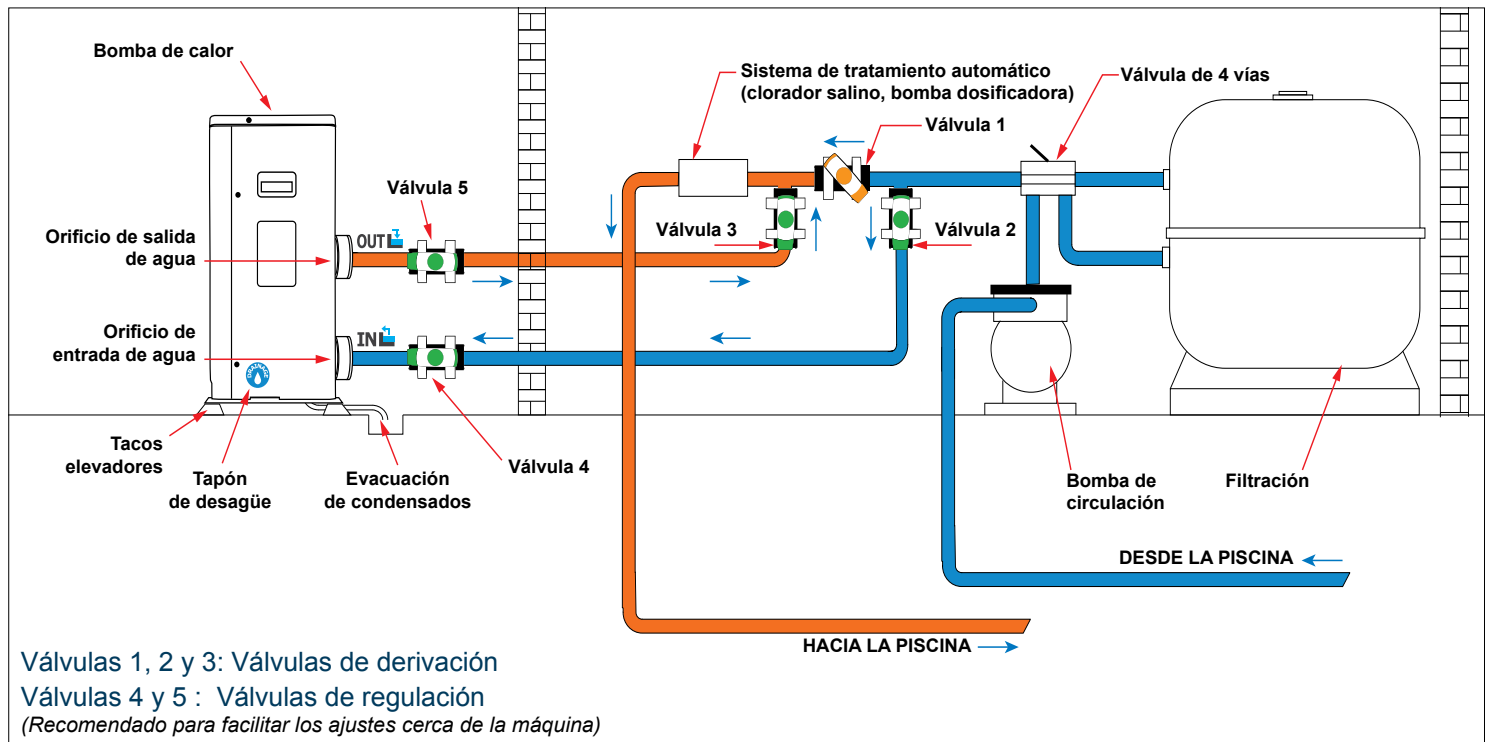 Bomba de calor
Sistema de tratamiento automático
(clorador salino, bomba dosificadora)
Válvula de 4 vías
Válvula 1
Válvula 5
Válvula 3
Válvula 2
Orificio de salida
de agua
OUT
Orificio de
entrada de agua
IN
DRAINAGE
Tacos
elevadores
Tapón
de desagüe
Evacuación
de condensados
Válvula 4
Bomba de
circulación
Filtración
DESDE LA PISCINA
HACIA LA PISCINA
Válvulas 1, 2 y 3: Válvulas de derivación
Válvulas 4 y 5 : Válvulas de regulación
(Recomendado para facilitar los ajustes cerca de la máquina)